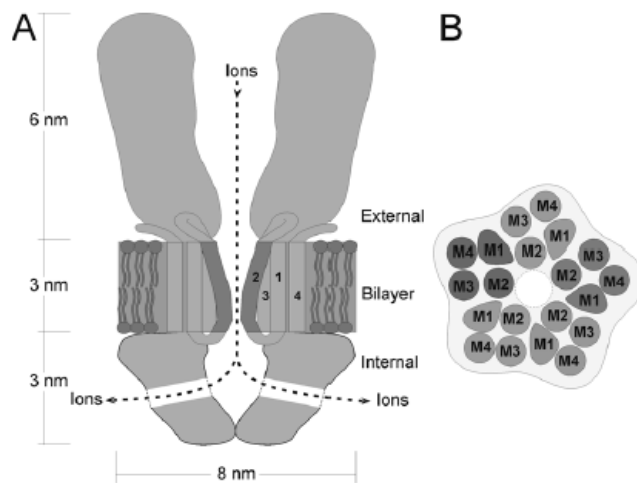 A
B
Ions
6 nm
External
3 nm
2
1
3
4
Bilayer
3 nm
Internal
Ions
Ions
8 nm
M4
M3
M1
M4
M1
M2
M3
M2
M4
M3
M2
M1
M1
M2
M2
M3
M4
M3
M1
M4